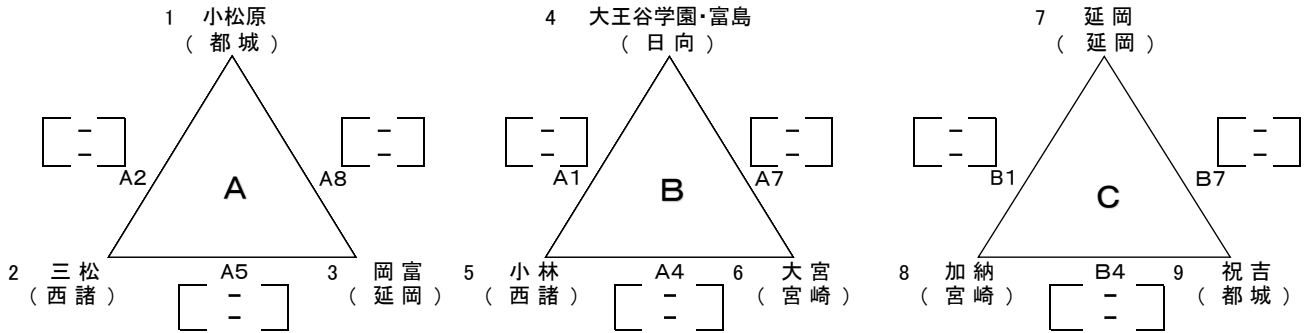 1 小松原
( 都城 )
4 大王谷学園・富島
( 日向 )
7 延岡
( 延岡 )
- -
- -
- -
- -
- -
- -
- -
- -
- -
- -
- -
- -
A2 A A8
A1 B A7
B1 C B7
2 三松
( 西諸 )
A5
3 岡富
( 延岡 )
5 小林
( 西諸 )
A4
6 大宮
( 宮崎 )
8 加納
( 宮崎 )
B4
9 祝吉
( 都城 )